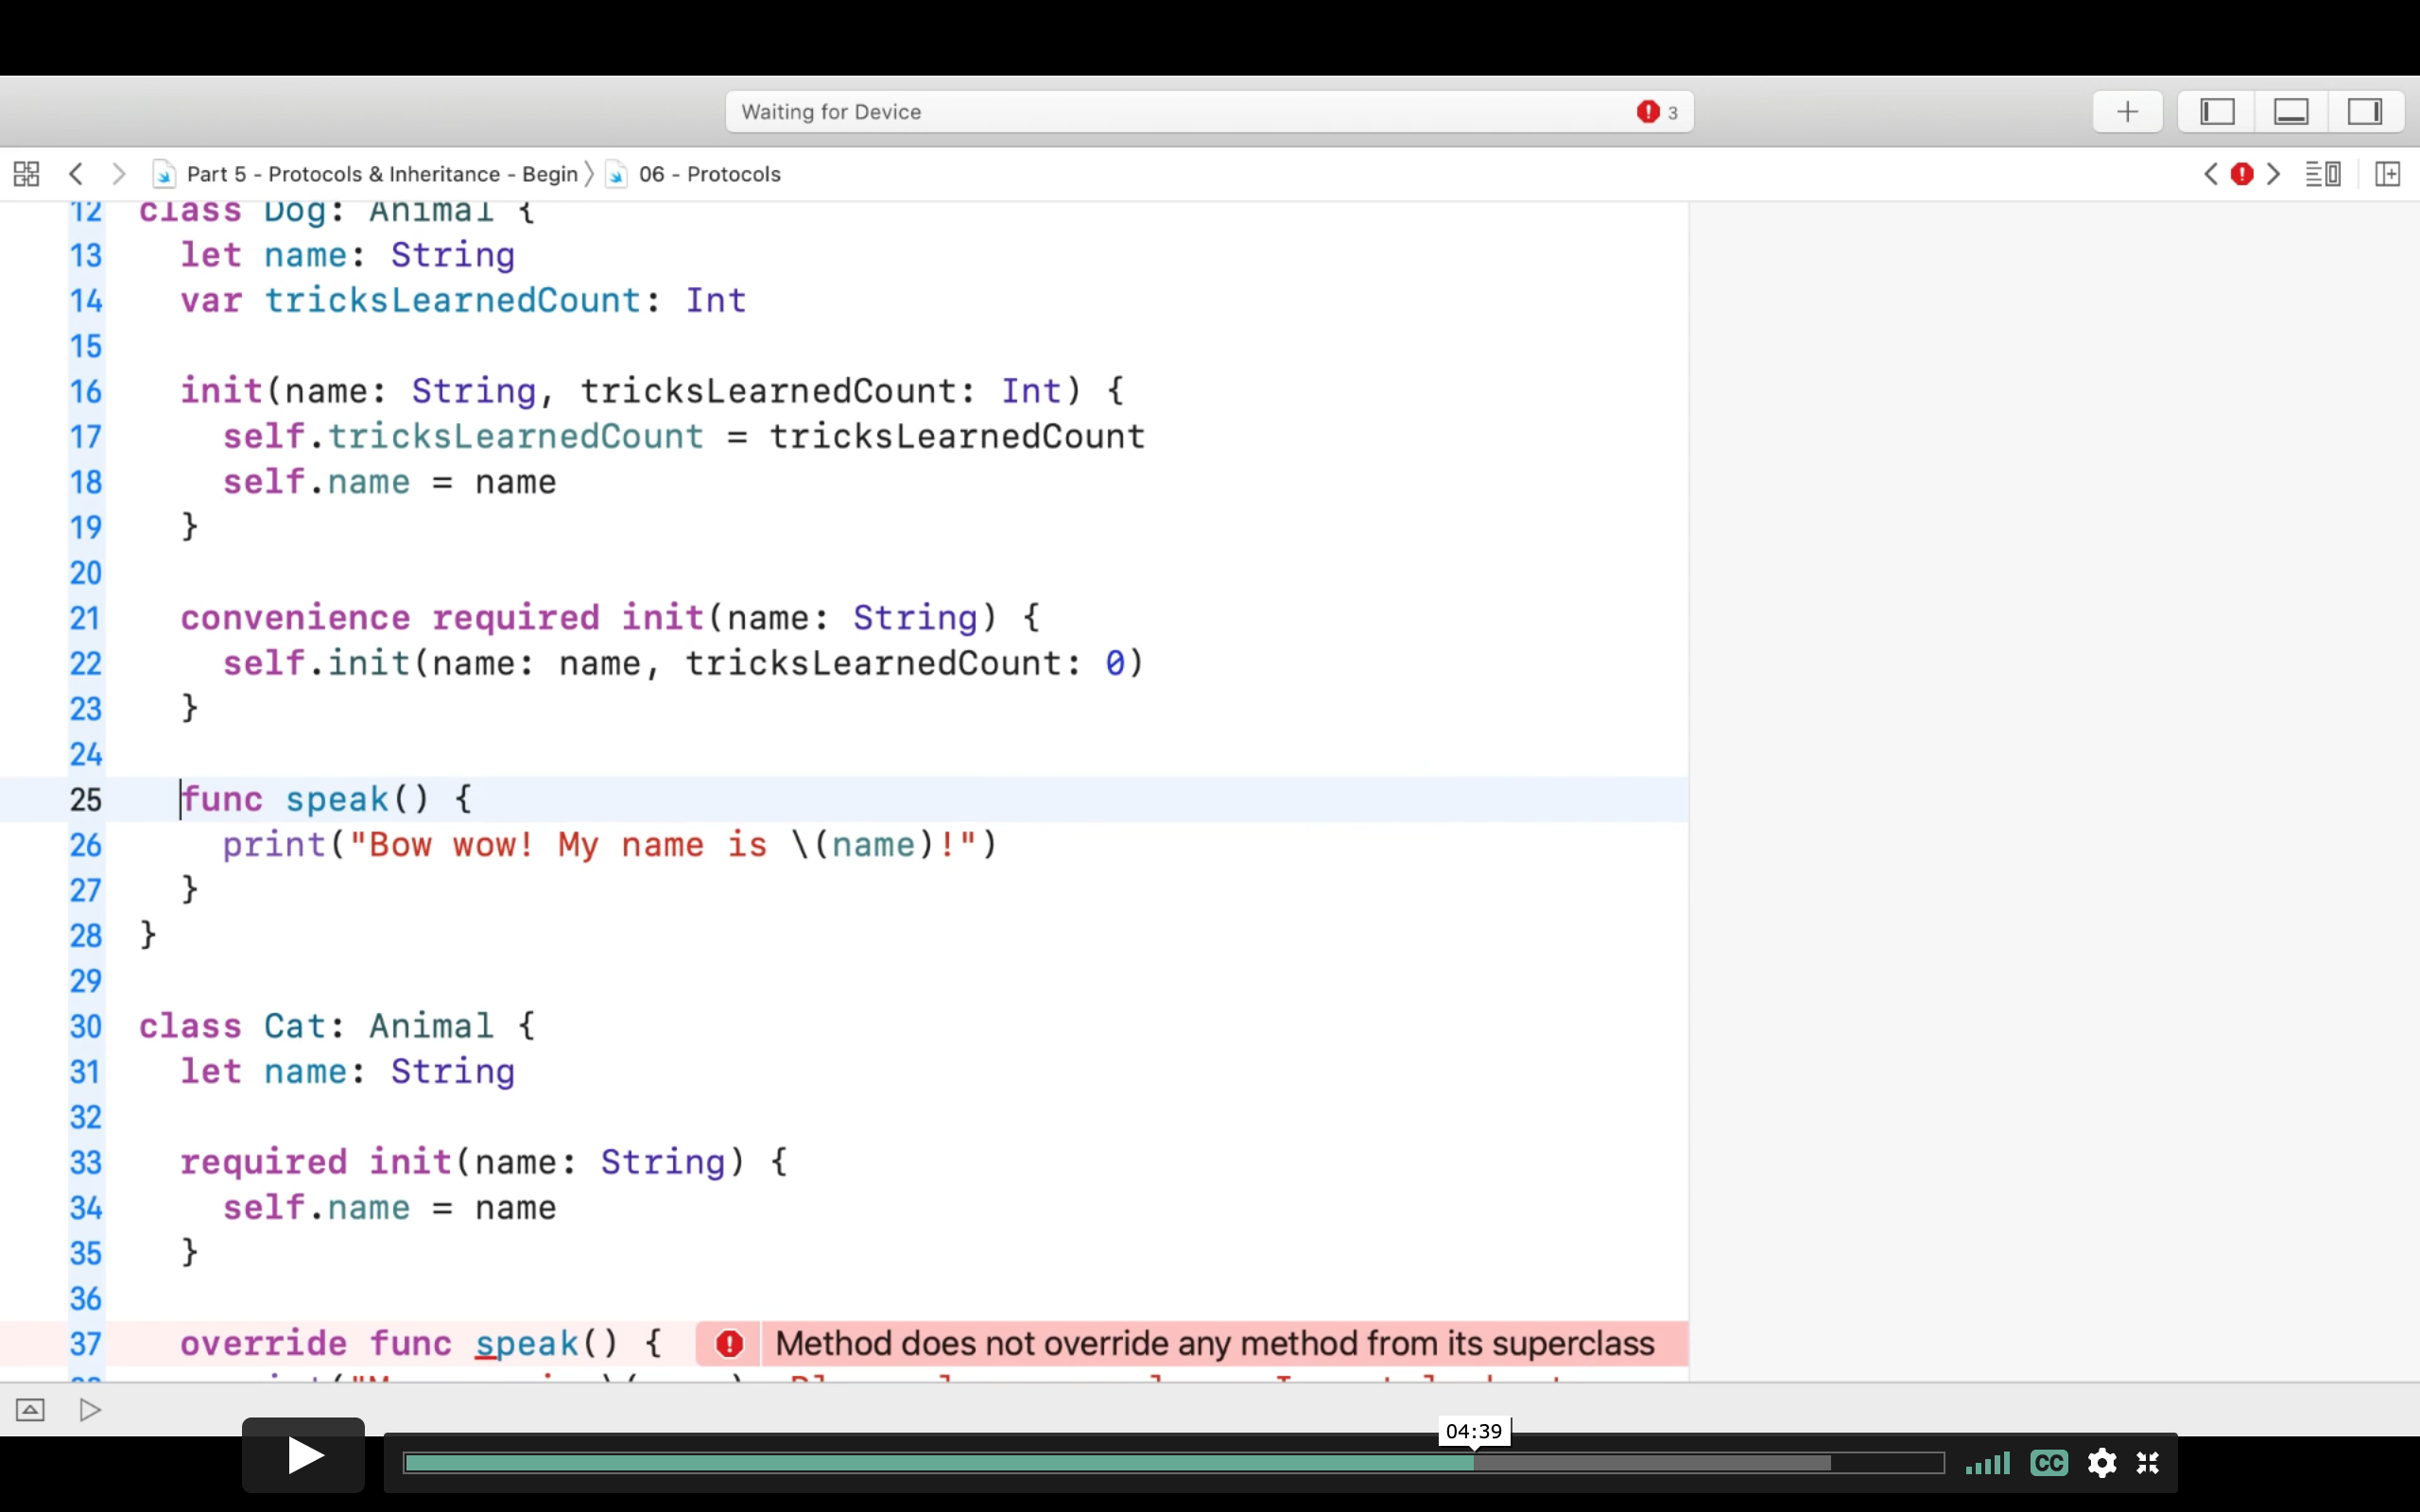 Waiting for Device 3
Part 5 - Protocols & Inheritance - Begin 06 - Protocols
12 class Dog: Animal {
13 let name: String
14 var tricksLearnedCount: Int
15
16 init(name: String, tricksLearnedCount: Int) {
17 self.tricksLearnedCount = tricksLearnedCount
18 self.name = name
19 }
20
21 convenience required init(name: String) {
22 self.init(name: name, tricksLearnedCount: 0)
23 }
24
25 func speak() {
26 print("Bow wow! My name is \(name)!")
27 }
28 }
29
30 class Cat: Animal {
31 let name: String
32
33 required init(name: String) {
34 self.name = name
35 }
36
37 override func speak() { Method does not override any method from its superclass
04:39
CC